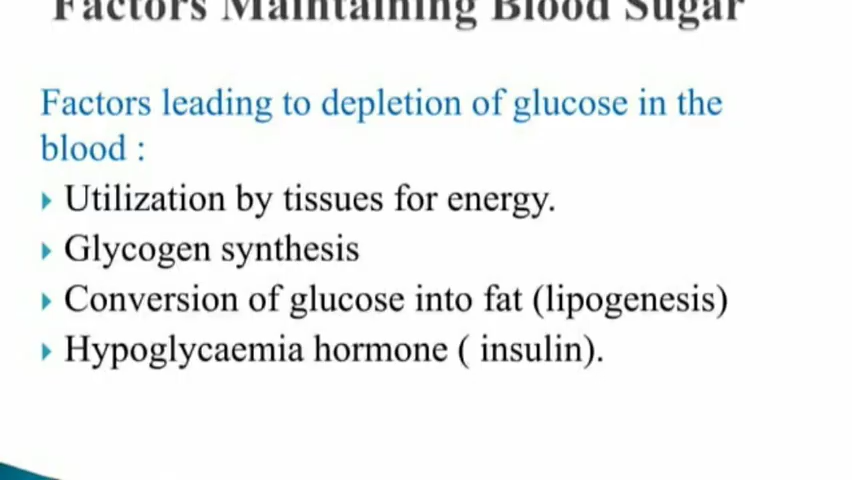 Factors Maintaining Blood Sugar
Factors leading to depletion of glucose in the
blood :
Utilization by tissues for energy.
Glycogen synthesis
Conversion of glucose into fat (lipogenesis)
Hypoglycaemia hormone ( insulin).